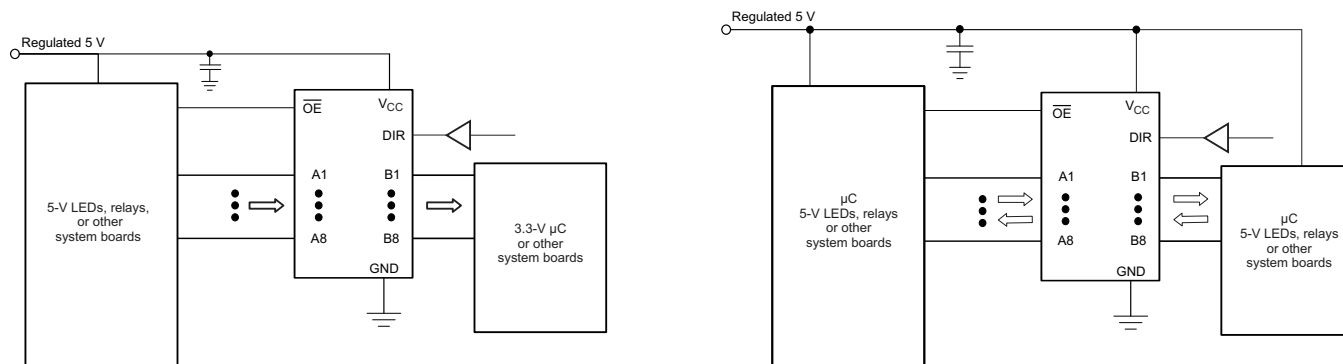 Regulated 5 V
OE
VCC
DIR
A1
B1
A8
B8
GND
5-V LEDs, relays,
or other
system boards
3.3-V µC
or other
system boards
Regulated 5 V
OE
VCC
DIR
A1
B1
A8
B8
GND
µC
5-V LEDs, relays
or other
system boards
µC
5-V LEDs, relays
or other
system boards